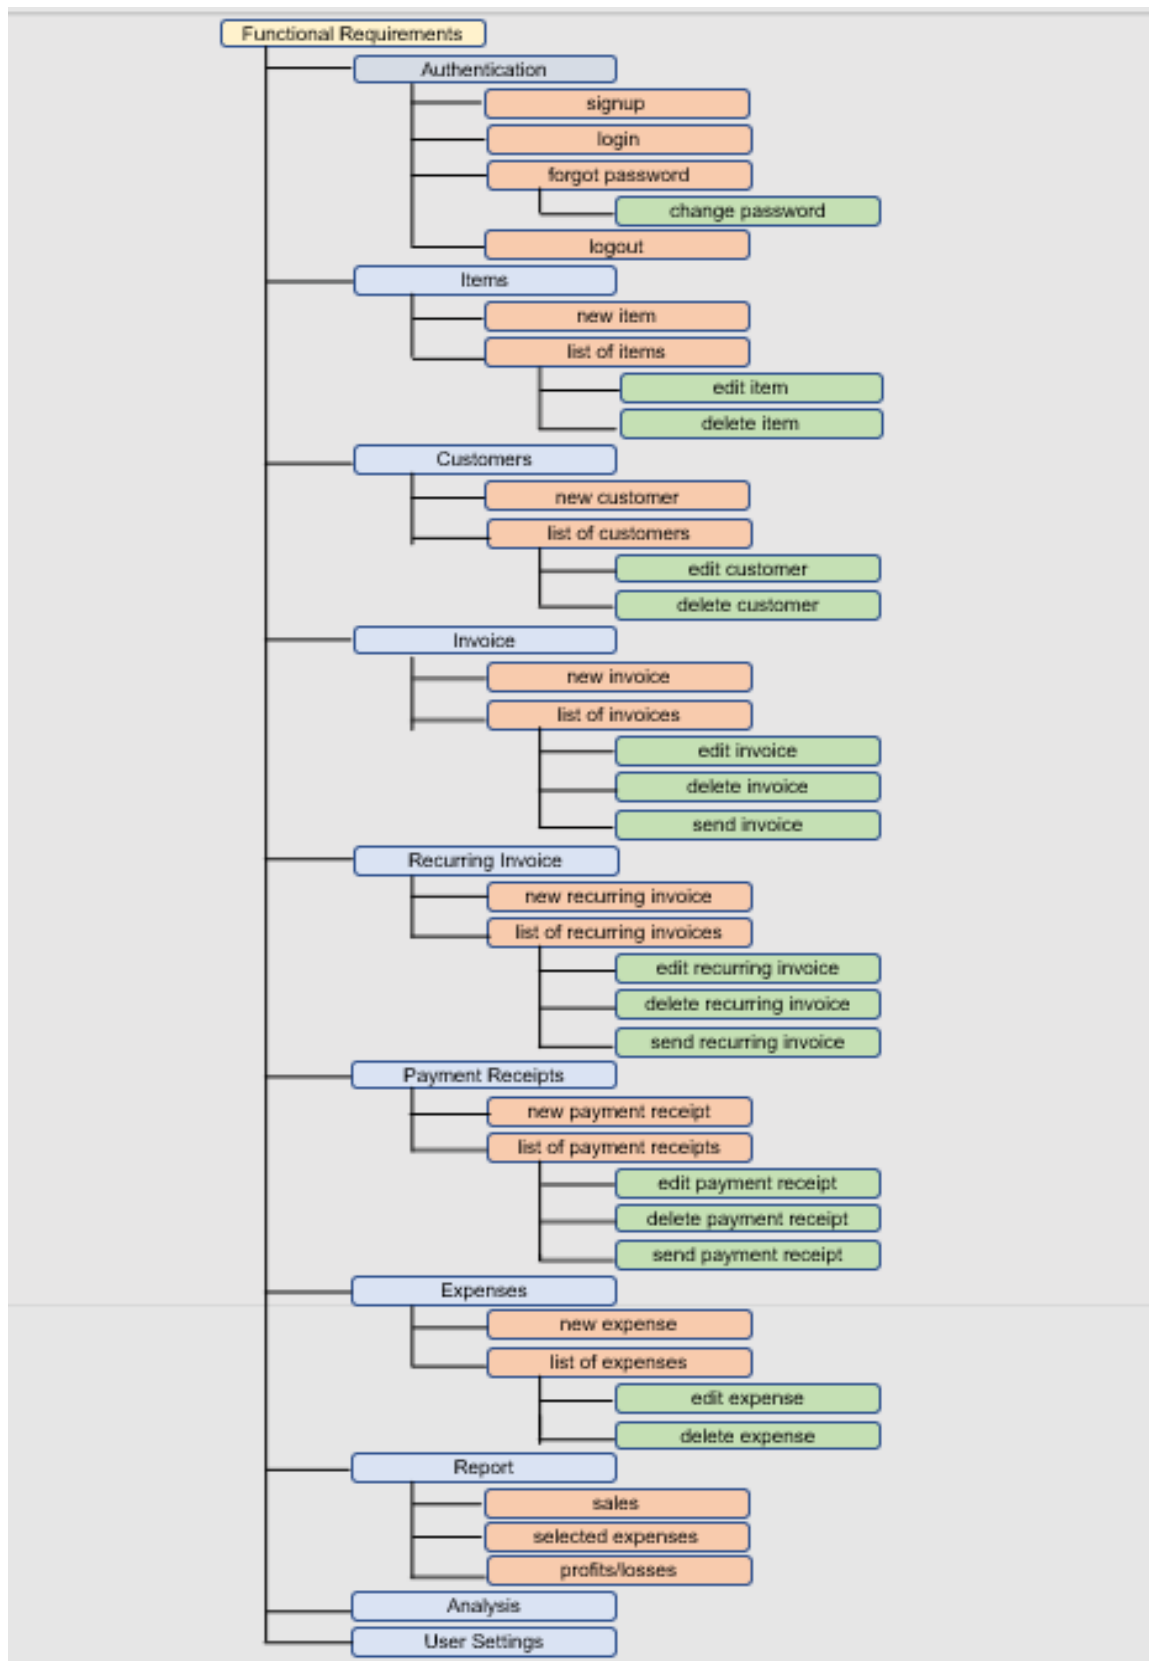 Functional Requirements
Authentication
signup
login
forgot password
change password
logout
Items
new item
list of items
edit item
delete item
Customers
new customer
list of customers
edit customer
delete customer
Invoice
new invoice
list of invoices
edit invoice
delete invoice
send invoice
Recurring Invoice
new recurring invoice
list of recurring invoices
edit recurring invoice
delete recurring invoice
send recurring invoice
Payment Receipts
new payment receipt
list of payment receipts
edit payment receipt
delete payment receipt
send payment receipt
Expenses
new expense
list of expenses
edit expense
delete expense
Report
sales
selected expenses
profits/losses
Analysis
User Settings